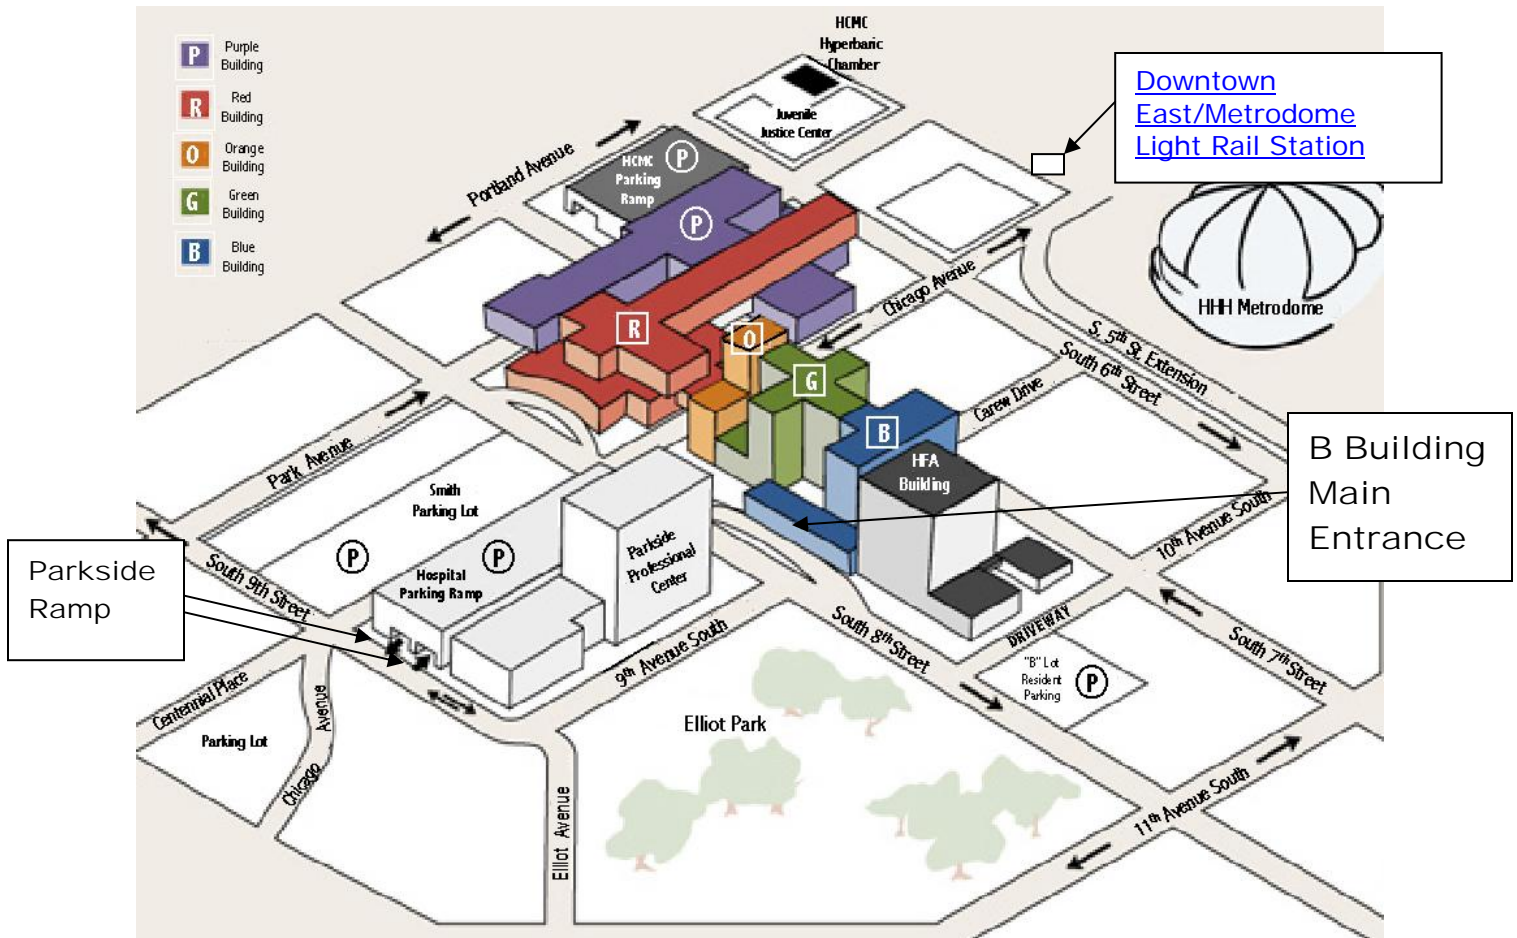 P
Purple
Building
R
Red
Building
O
Orange
Building
G
Green
Building
B
Blue
Building
HCMC
Hyperbaric
Chamber
Juvenile
Justice Center
Downtown
East/Metrodome
Light Rail Station
Portland Avenue
HCMC
Parking
Ramp
P
P
R
O
G
B
Chicago Avenue
HHH Metrodome
S. 5th St. Extension
South 6th Street
Carew Drive
HFA
Building
B Building
Main
Entrance
10th Avenue South
Park Avenue
Smith
Parking Lot
P
P
Hospital
Parking Ramp
Parkside
Professional
Center
South 9th Street
Parkside
Ramp
9th Avenue South
South 8th Street
DRIVEWAY
South 7th Street
"B" Lot
Resident
Parking
P
Centennial Place
Chicago Avenue
Parking Lot
Elliot Park
Elliot Avenue
11th Avenue South